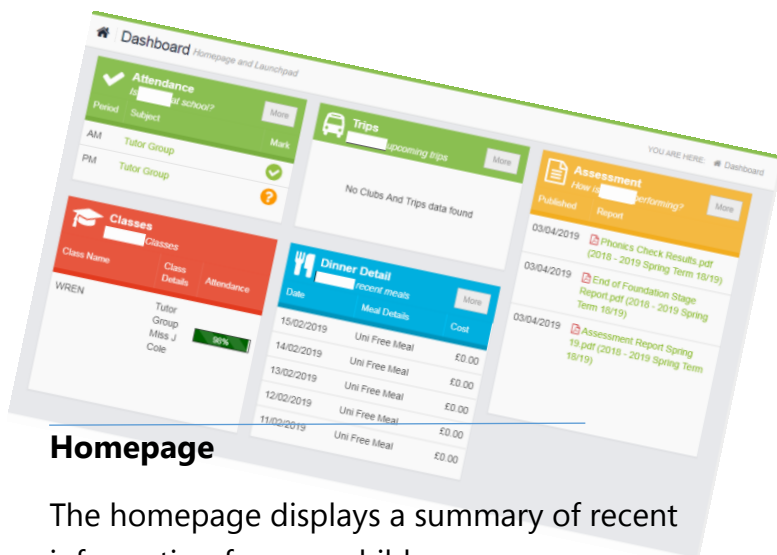 Dashboard Homepage and Launchpad
YOU ARE HERE: Dashboard
Attendance
Is at school?
More
Period Subject Mark
AM Tutor Group
PM Tutor Group
?
Trips
upcoming trips
More
No Clubs And Trips data found
Assessment
How is performing?
More
Published Report
03/04/2019 Phonics Check Results.pdf
(2018 - 2019 Spring Term 18/19)
03/04/2019 End of Foundation Stage
Report.pdf (2018 - 2019 Spring
Term 18/19)
03/04/2019 Assessment Report Spring
19.pdf (2018 - 2019 Spring Term
18/19)
Classes
Classes
Class Name Class
Details Attendance
WREN Tutor
Group
Miss J
Cole
98%
Dinner Detail
recent meals
More
Date Meal Details Cost
15/02/2019 Uni Free Meal £0.00
14/02/2019 Uni Free Meal £0.00
13/02/2019 Uni Free Meal £0.00
12/02/2019 Uni Free Meal £0.00
11/02/2019 Uni Free Meal £0.00
Homepage
The homepage displays a summary of recent